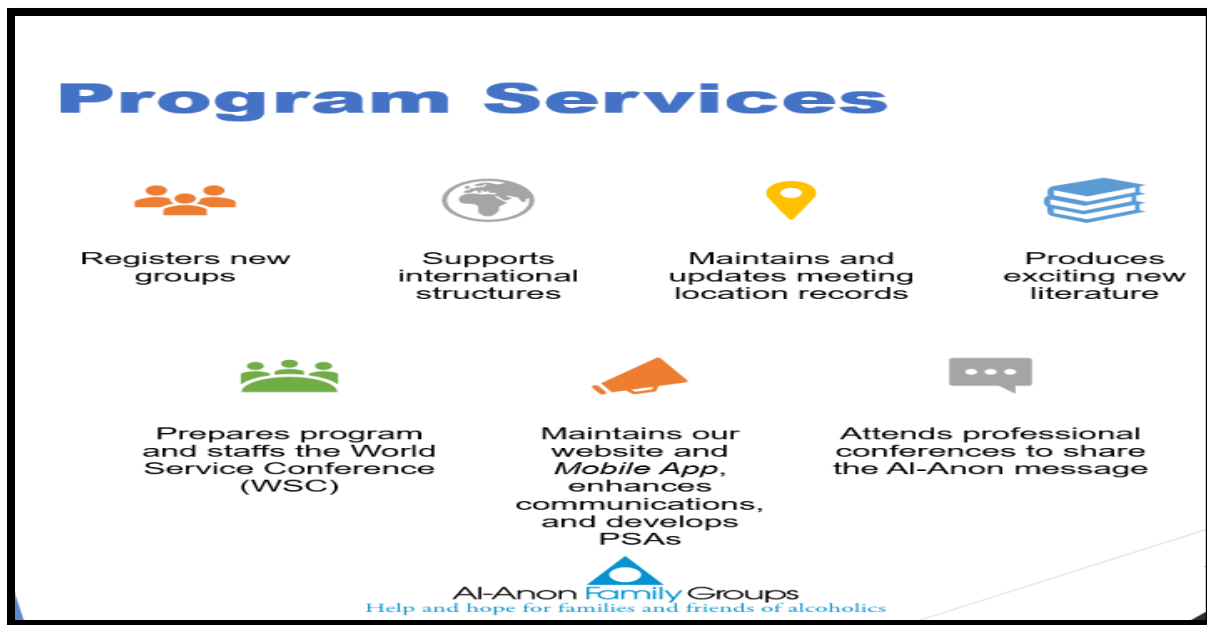 Program Services
Registers new
groups
Supports
international
structures
Maintains and
updates meeting
location records
Produces
exciting new
literature
Prepares program
and staffs the World
Service Conference
(WSC)
Maintains our
website and
Mobile App,
enhances
communications,
and develops
PSAs
Attends professional
conferences to share
the Al-Anon message
Al-Anon Family Groups
Help and hope for families and friends of alcoholics